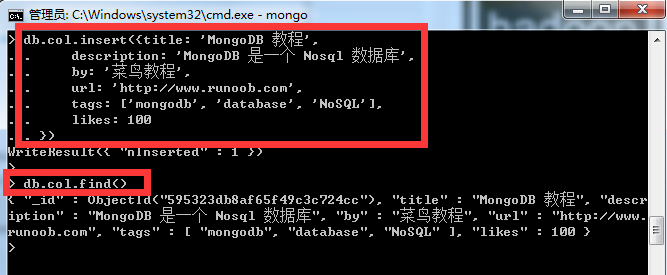 管理员: C:\Windows\system32\cmd.exe - mongo
> db.col.insert({title: 'MongoDB 教程',
... description: 'MongoDB 是一个 Nosql 数据库',
... by: '菜鸟教程',
... url: 'http://www.runoob.com',
... tags: ['mongodb', 'database', 'NoSQL'],
... likes: 100
... })
WriteResult({ "nInserted" : 1 })
>
> db.col.find()
{ "_id" : ObjectId("595323db8af65f49c3c724cc"), "title" : "MongoDB 教程", "descr
iption" : "MongoDB 是一个 Nosql 数据库", "by" : "菜鸟教程", "url" : "http://www.
runoob.com", "tags" : [ "mongodb", "database", "NoSQL" ], "likes" : 100 }
>